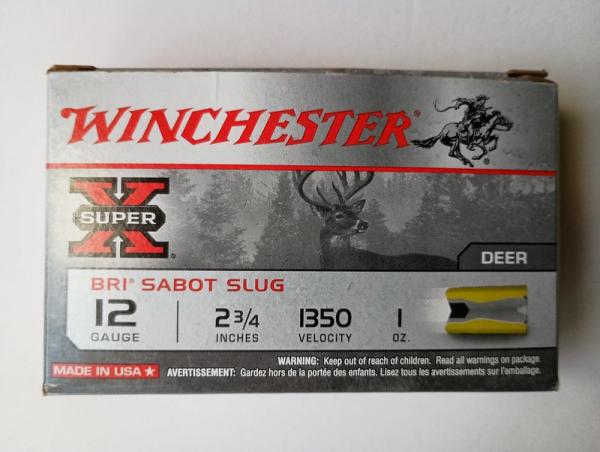 WINCHESTER®
SUPER X®
DEER
BRI® SABOT SLUG
12 GAUGE
2 3/4 INCHES
1350 VELOCITY
1 OZ.
MADE IN USA ★
WARNING: Keep out of reach of children. Read all warnings on package.
AVERTISSEMENT: Gardez hors de la portée des enfants. Lisez tous les avertissements sur l'emballage.